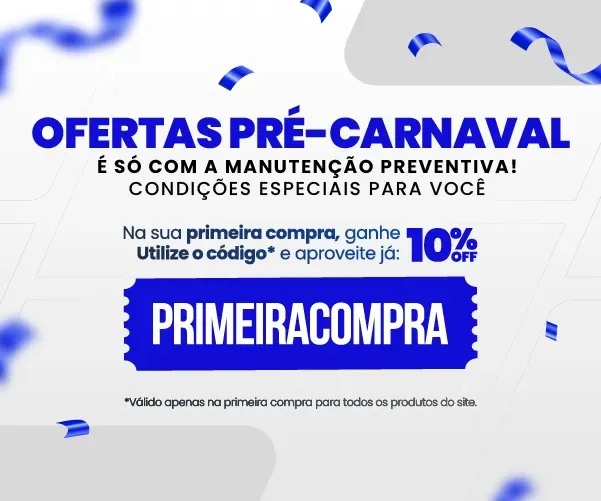 OFERTAS PRÉ-CARNAVAL
É SÓ COM A MANUTENÇÃO PREVENTIVA!
CONDIÇÕES ESPECIAIS PARA VOCÊ
Na sua primeira compra, ganhe
Utilize o código* e aproveite já:
10% OFF
PRIMEIRACOMPRA
*Válido apenas na primeira compra para todos os produtos do site.